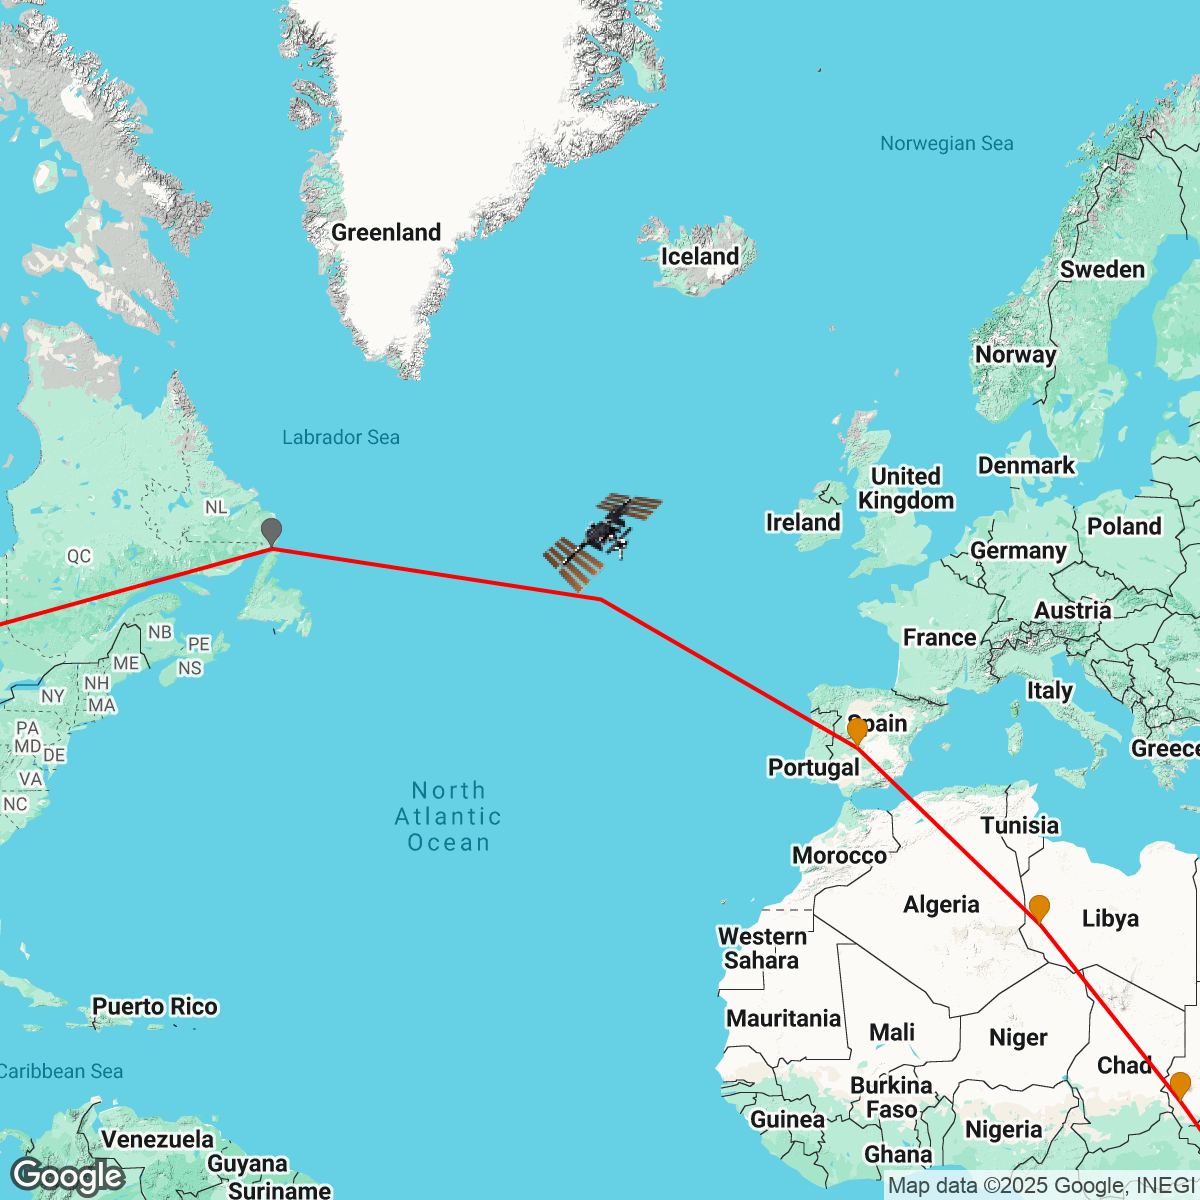 Norwegian Sea
Greenland
Iceland
Sweden
Norway
Labrador Sea
Denmark
United
Kingdom
NL
Ireland
Poland
QC
Germany
Austria
NB
PE
France
ME
NS
NH
NY
MA
Italy
PA
Spain
MD
DE
Greece
VA
Portugal
NC
North
Atlantic
Ocean
Tunisia
Morocco
Algeria
Libya
Western
Sahara
Puerto Rico
Mauritania
Mali
Niger
Caribbean Sea
Chad
Burkina
Faso
Guinea
Nigeria
Venezuela
Ghana
Guyana
Suriname
Google
Map data ©2025 Google, INEGI